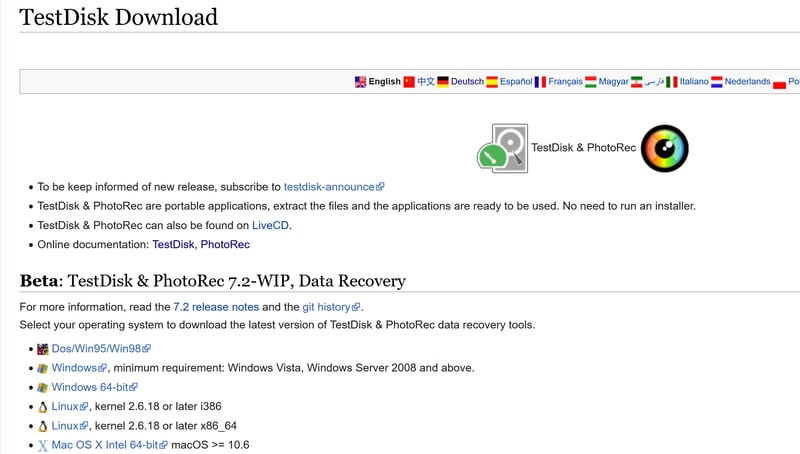 TestDisk Download
English 中文 Deutsch Español Français Magyar فارسی Italiano Nederlands
TestDisk & PhotoRec
To be keep informed of new release, subscribe to testdisk-announce
TestDisk & PhotoRec are portable applications, extract the files and the applications are ready to be used. No need to run an installer.
TestDisk & PhotoRec can also be found on LiveCD.
Online documentation: TestDisk, PhotoRec
Beta: TestDisk & PhotoRec 7.2-WIP, Data Recovery
For more information, read the 7.2 release notes and the git history.
Select your operating system to download the latest version of TestDisk & PhotoRec data recovery tools.
Dos/Win95/Win98
Windows, minimum requirement: Windows Vista, Windows Server 2008 and above.
Windows 64-bit
Linux, kernel 2.6.18 or later i386
Linux, kernel 2.6.18 or later x86_64
Mac OS X Intel 64-bit macOS >= 10.6